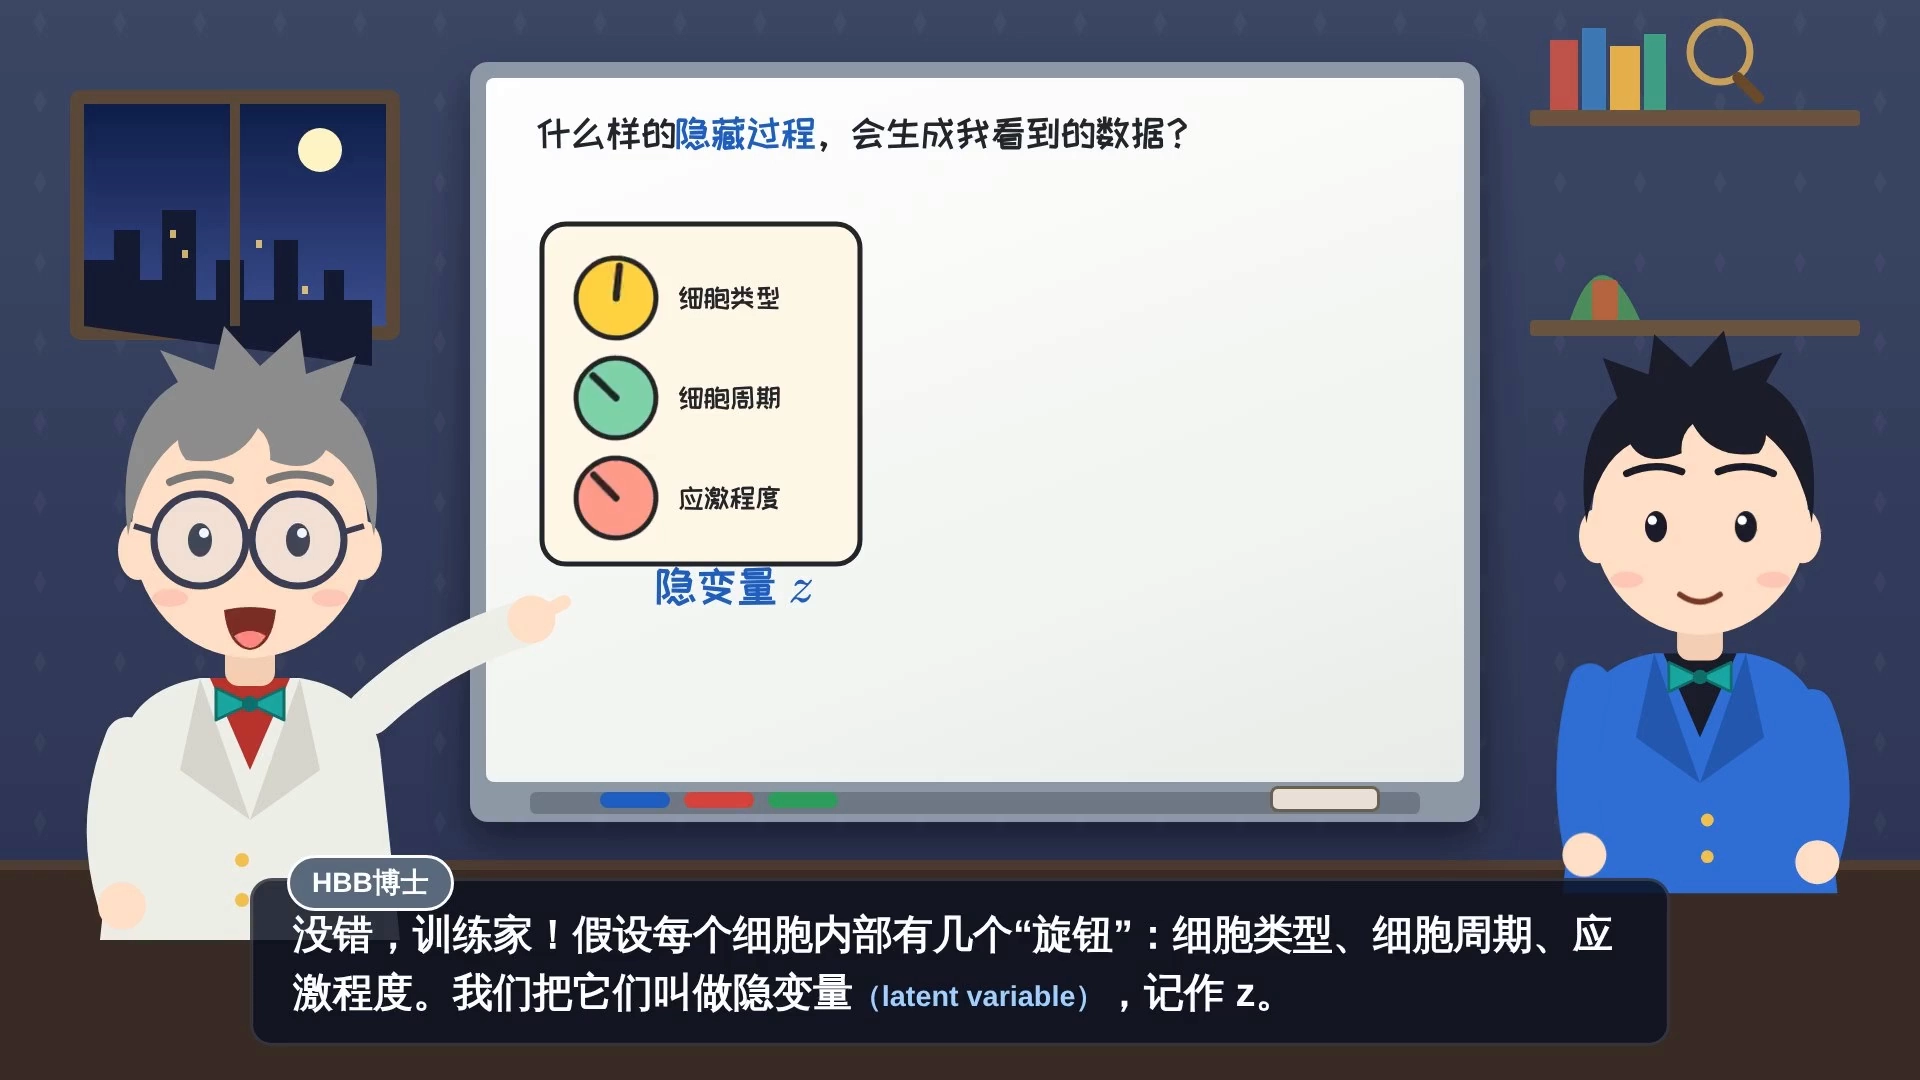 什么样的隐藏过程，会生成我看到的数据？
细胞类型
细胞周期
应激程度
隐变量 z
HBB博士
没错，训练家！假设每个细胞内部有几个“旋钮”：细胞类型、细胞周期、应
激程度。我们把它们叫做隐变量（latent variable），记作 z。